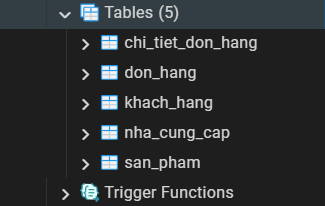 Tables (5)
chi_tiet_don_hang
don_hang
khach_hang
nha_cung_cap
san_pham
Trigger Functions